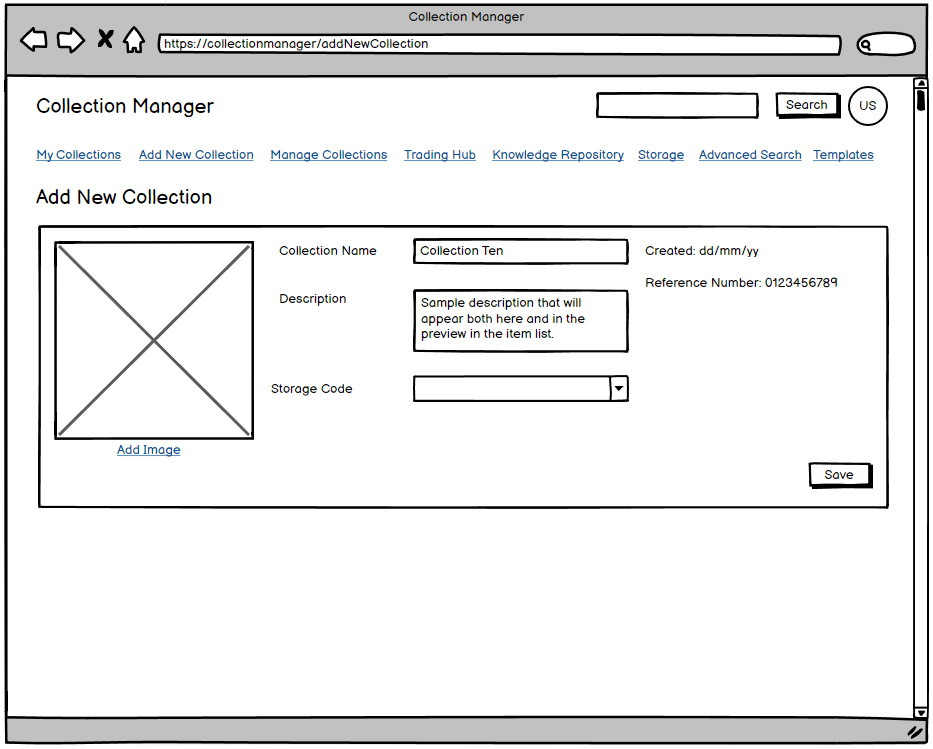 Collection Manager
https://collectionmanager/addNewCollection
Collection Manager
Search
US
My Collections Add New Collection Manage Collections Trading Hub Knowledge Repository Storage Advanced Search Templates
Add New Collection
Collection Name
Collection Ten
Created: dd/mm/yy
Reference Number: 0123456789
Description
Sample description that will
appear both here and in the
preview in the item list.
Storage Code
Add Image
Save